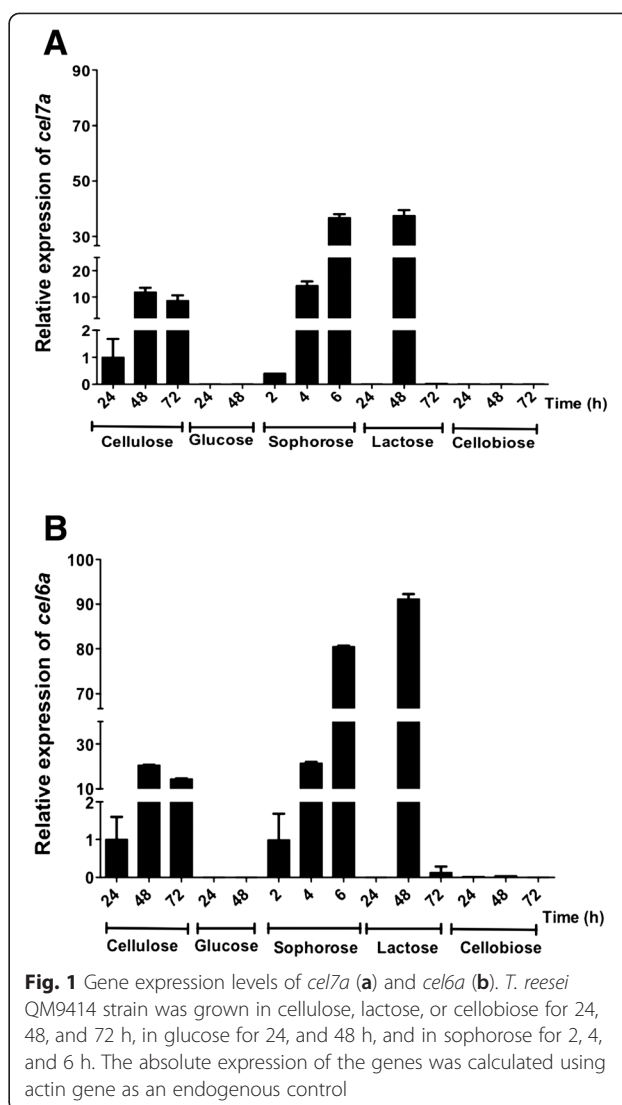 A
Relative expression of cel7a
90
70
50
30
20
10
2
1
0
24 48 72 24 48 2 4 6 24 48 72 24 48 72 Time (h)
Cellulose Glucose Sophorose Lactose Cellobiose
B
Relative expression of cel6a
100
90
80
70
30
10
2
1
0
24 48 72 24 48 2 4 6 24 48 72 24 48 72
Time (h)
Cellulose Glucose Sophorose Lactose Cellobiose
Fig. 1 Gene expression levels of cel7a (a) and cel6a (b). T. reesei
QM9414 strain was grown in cellulose, lactose, or cellobiose for 24,
48, and 72 h, in glucose for 24, and 48 h, and in sophorose for 2, 4,
and 6 h. The absolute expression of the genes was calculated using
actin gene as an endogenous control